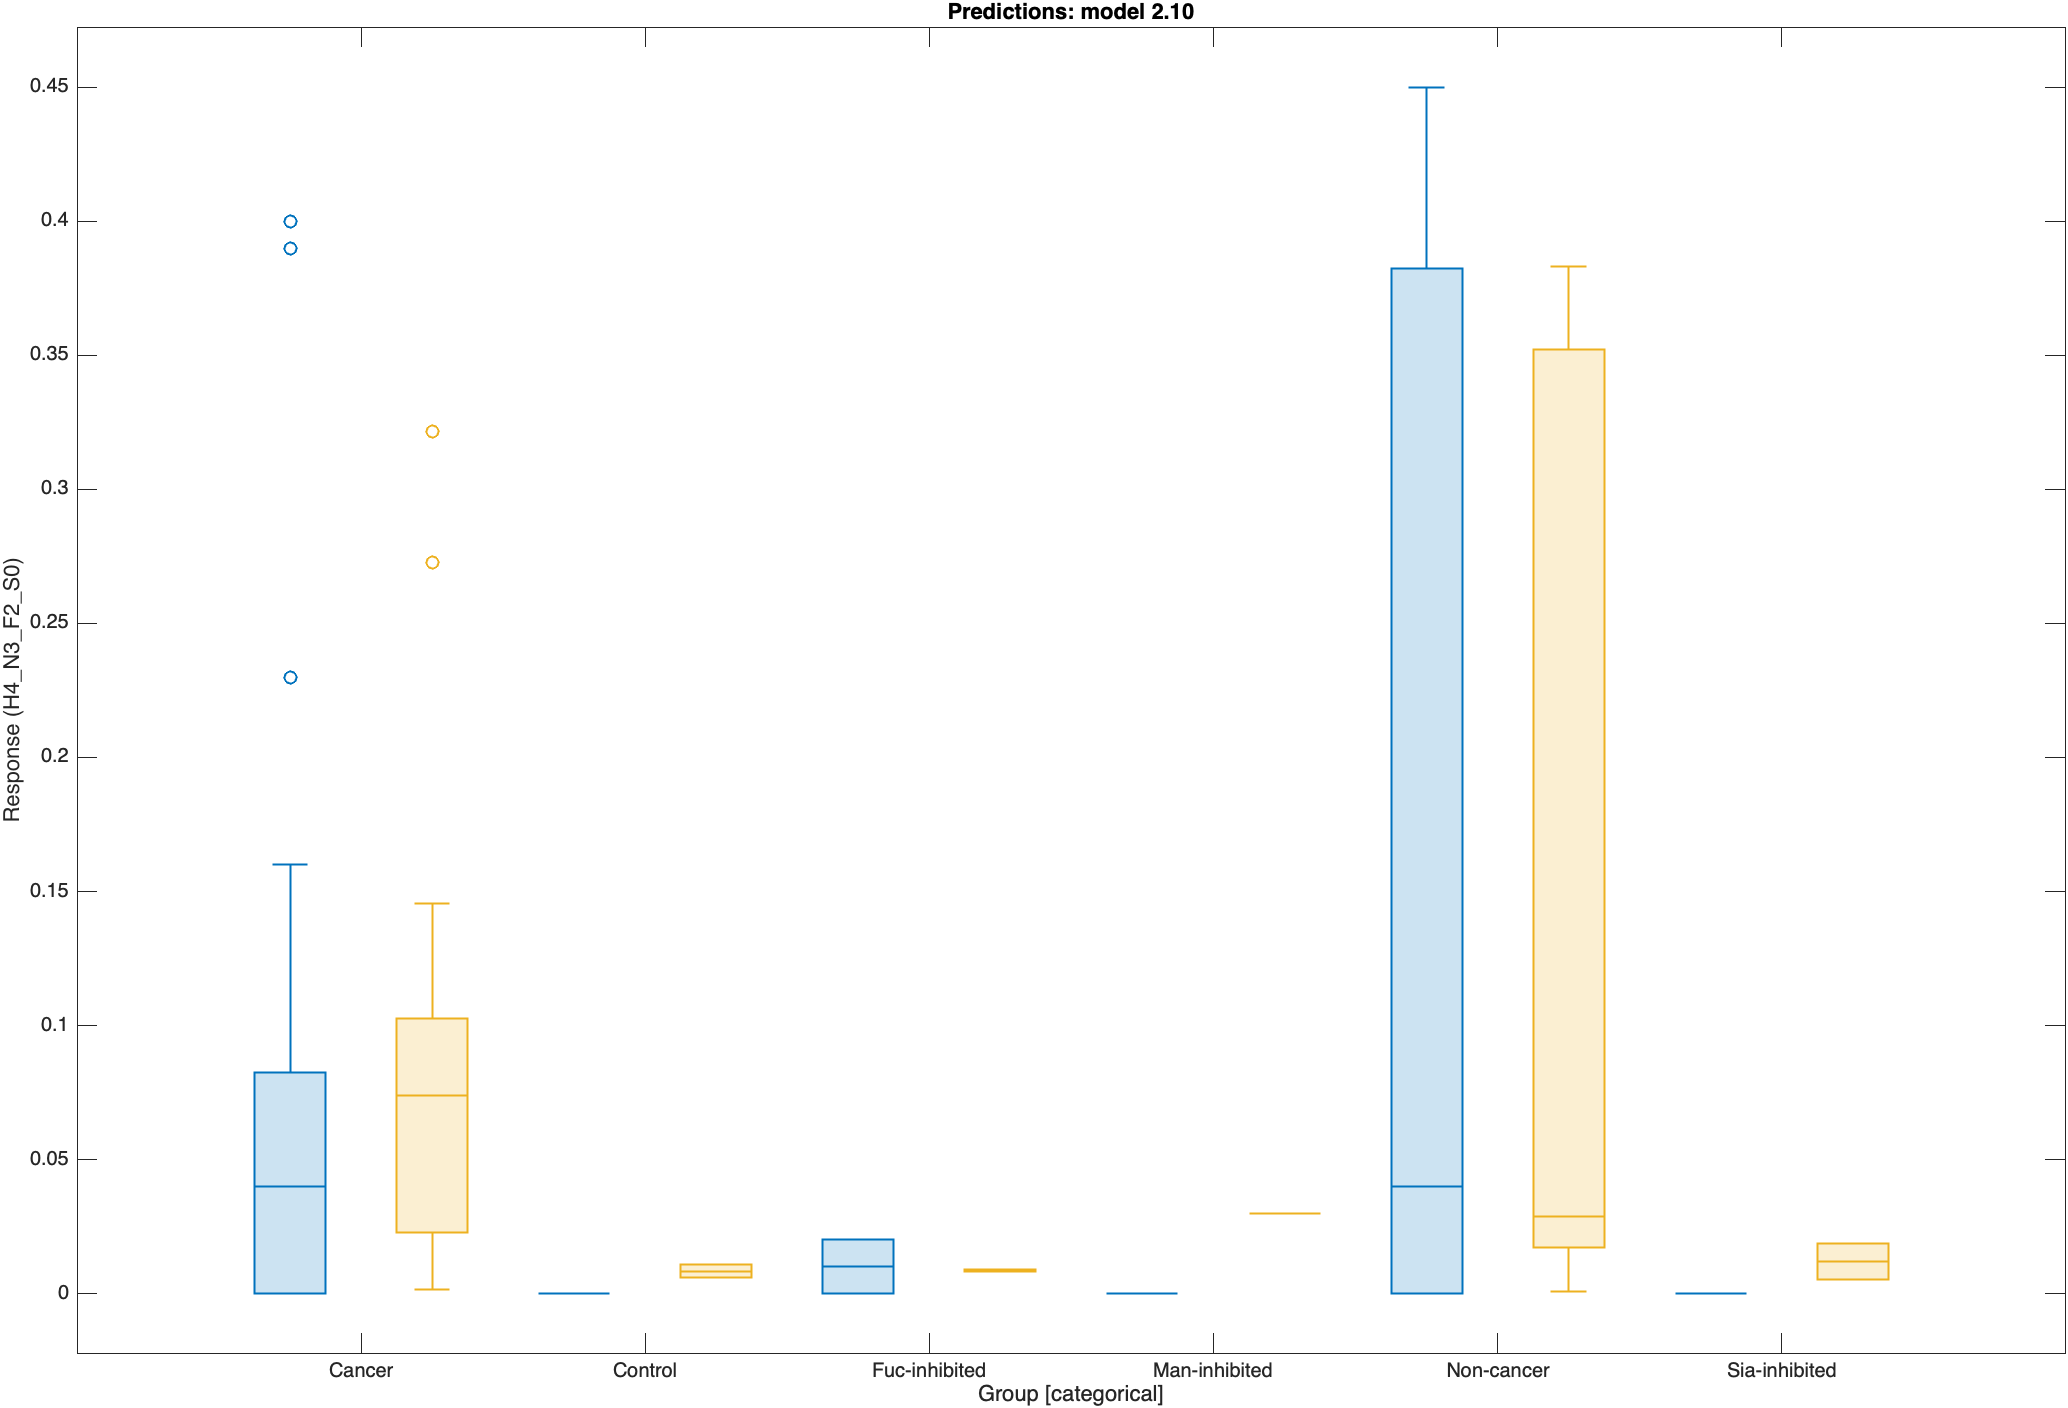 Predictions: model 2.10
Response (H4_N3_F2_S0)
0.45
0.4
0.35
0.3
0.25
0.2
0.15
0.1
0.05
0
Cancer Control Fuc-inhibited Man-inhibited Non-cancer Sia-inhibited
Group [categorical]